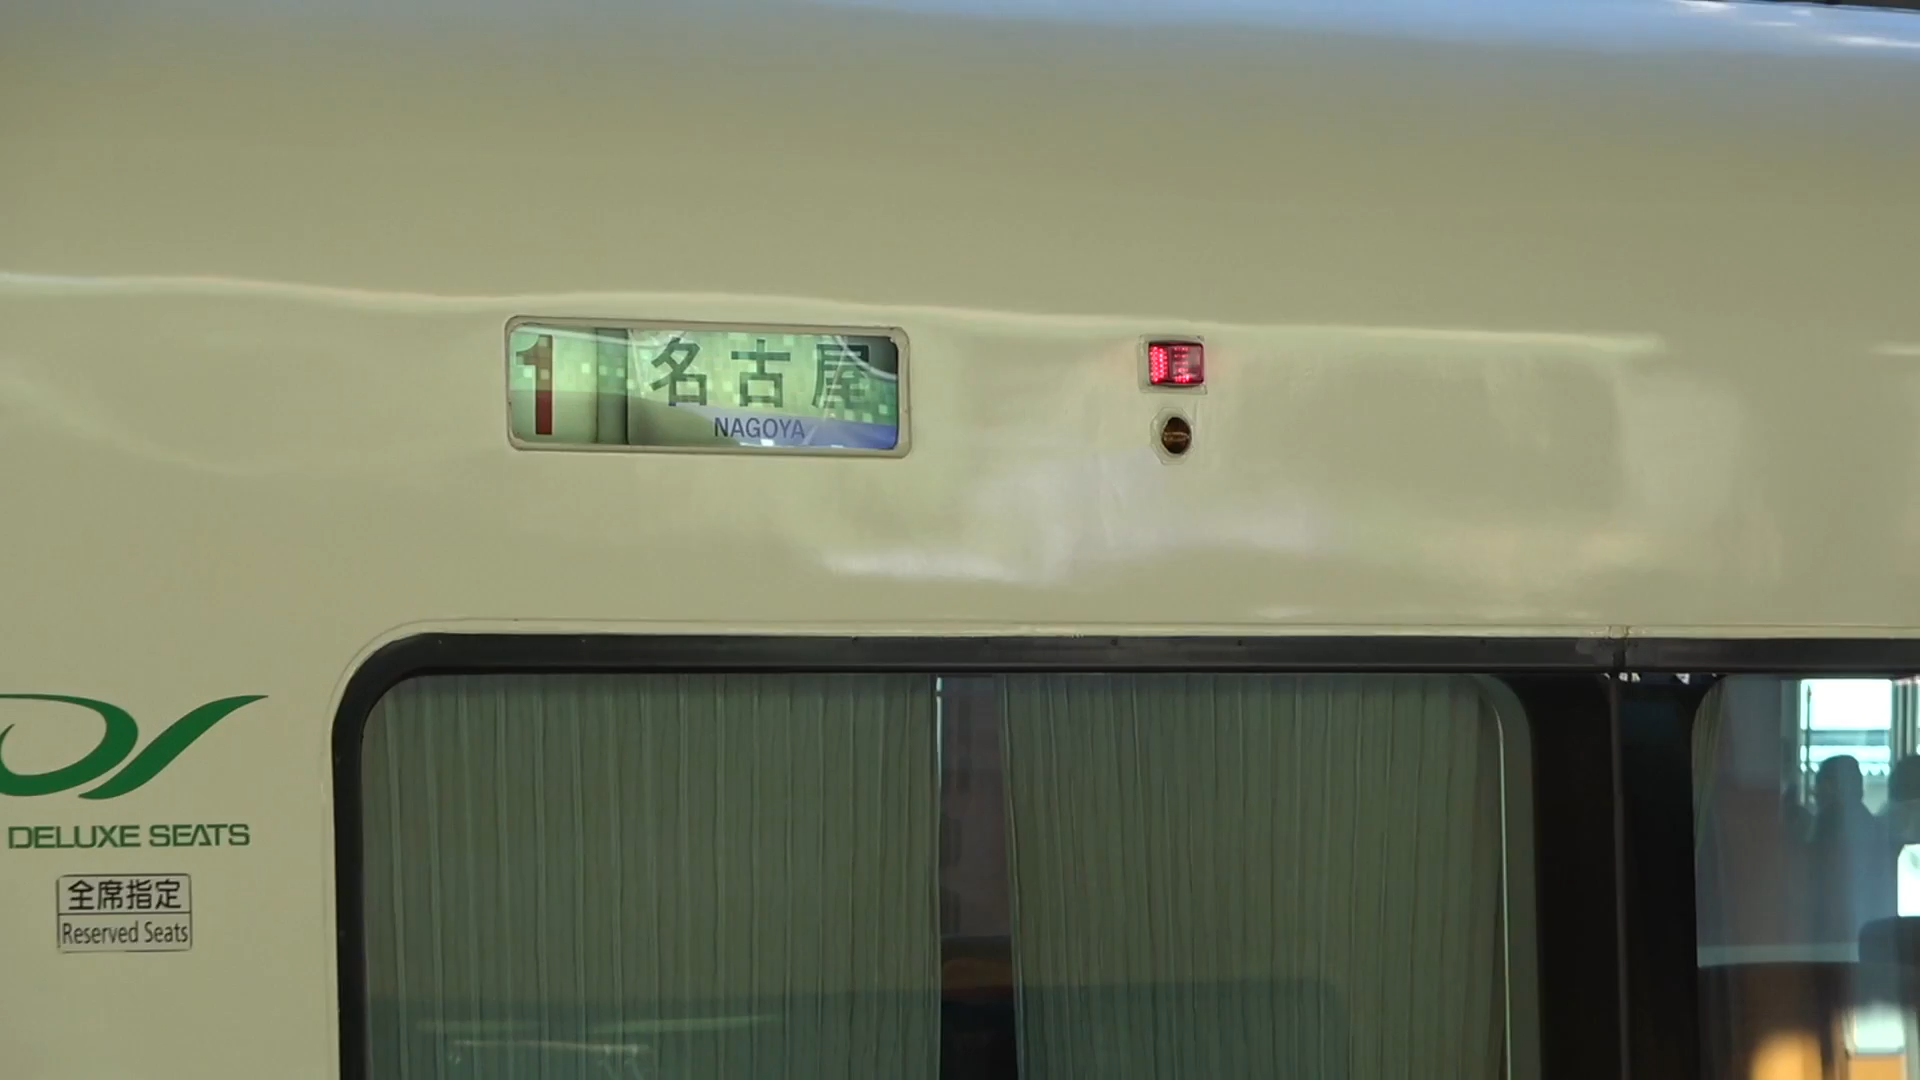 1
名古屋
NAGOYA
DELUXE SEATS
全席指定
Reserved Seats